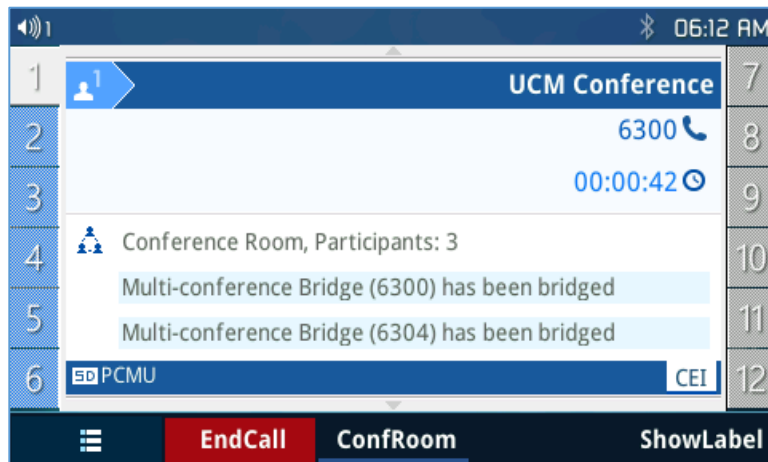 1 06:12 AM
1 1 UCM Conference 7
2 6300 8
3 00:00:42 9
4 Conference Room, Participants: 3 10
Multi-conference Bridge (6300) has been bridged
5 Multi-conference Bridge (6304) has been bridged 11
6 SD PCMU CEI 12
EndCall ConfRoom ShowLabel